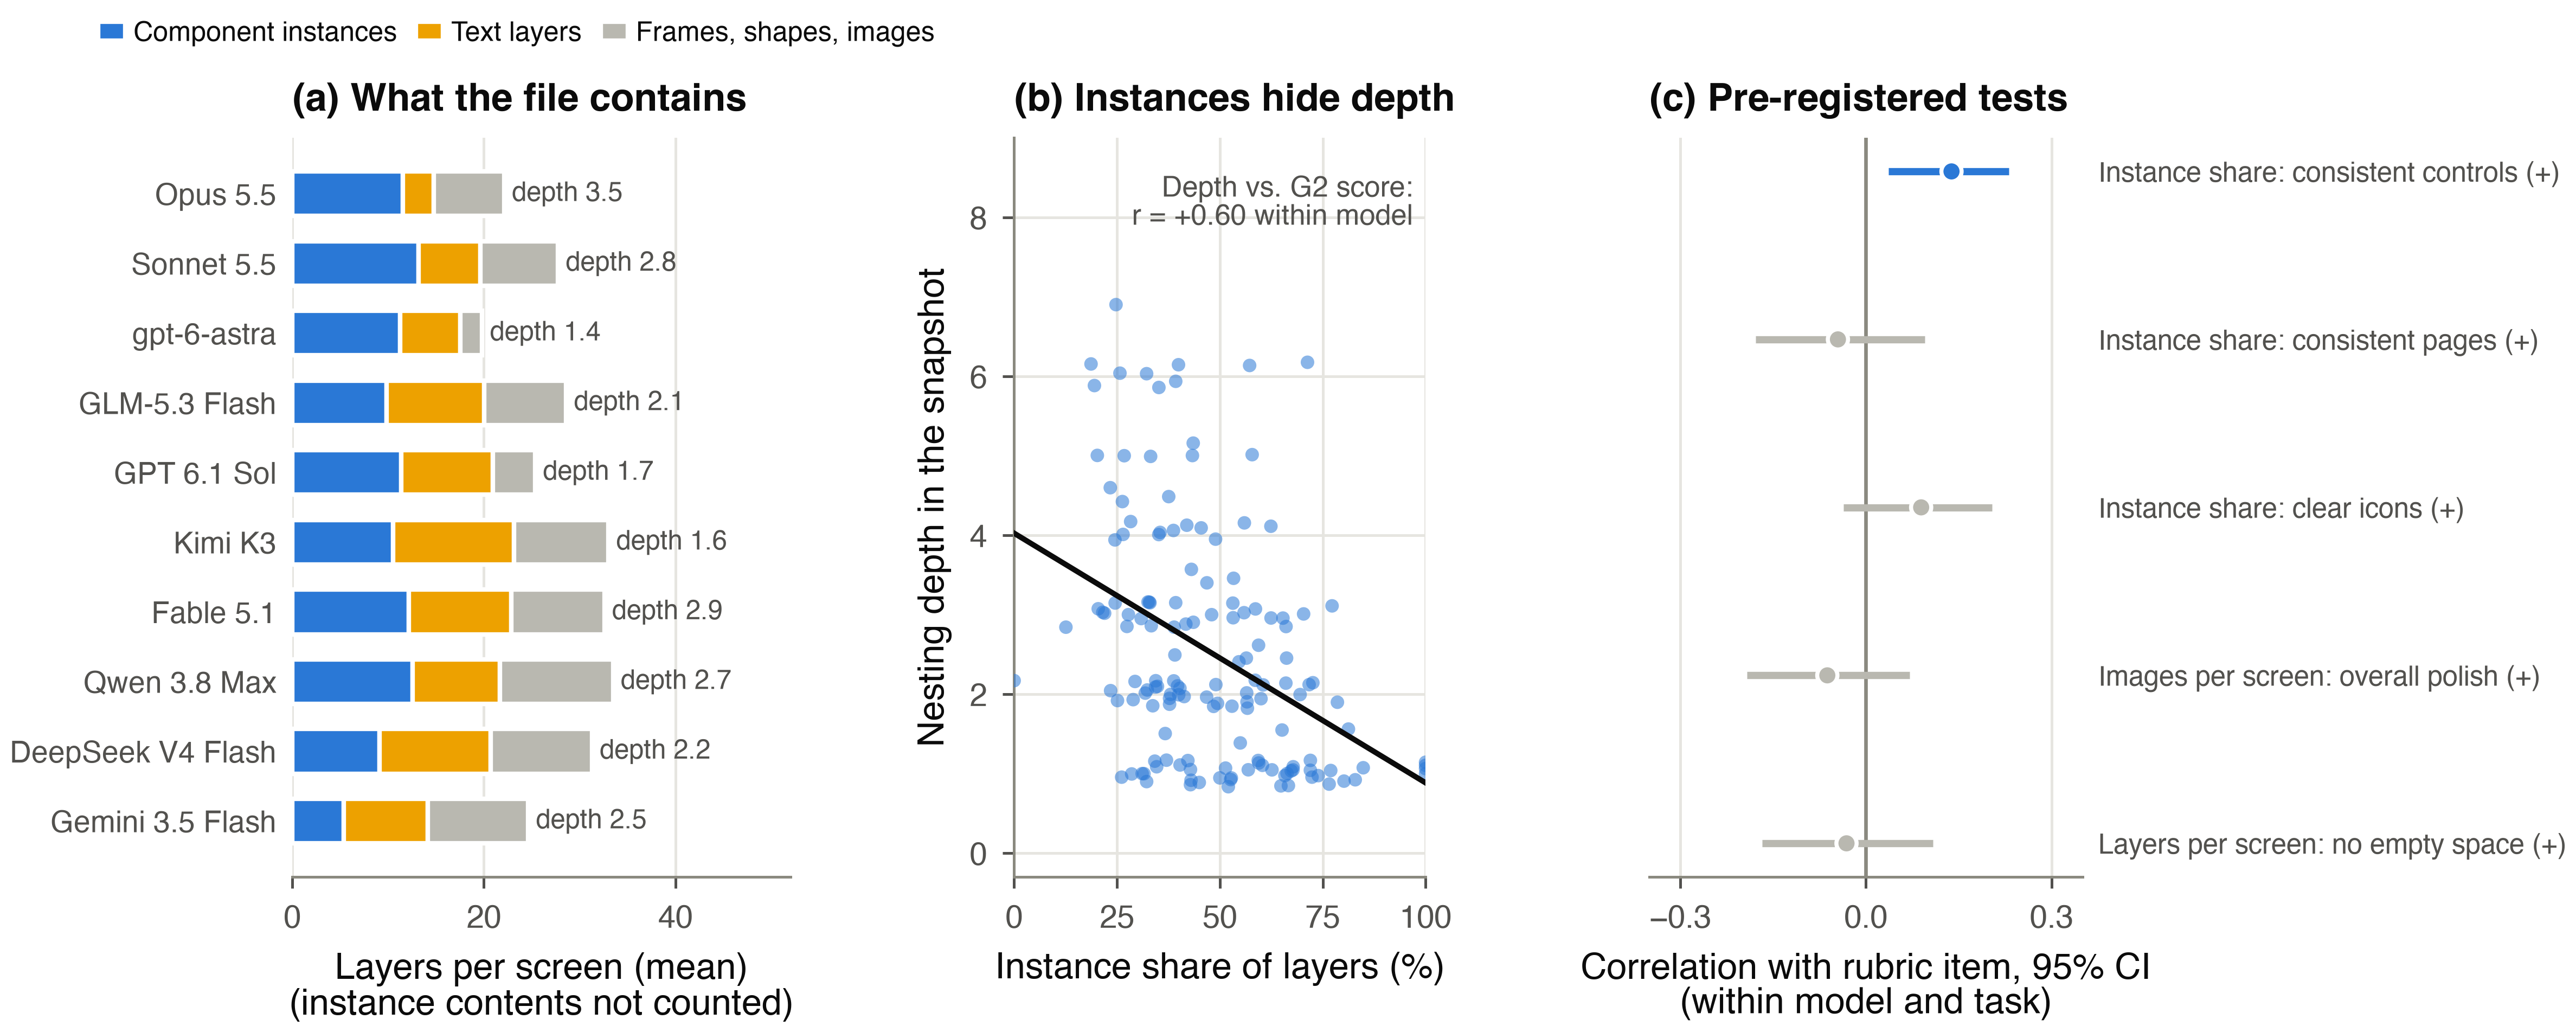 Component instances Text layers Frames, shapes, images
(a) What the file contains
Opus 5.5
depth 3.5
Sonnet 5.5
depth 2.8
gpt-6-astra
depth 1.4
GLM-5.3 Flash
depth 2.1
GPT 6.1 Sol
depth 1.7
Kimi K3
depth 1.6
Fable 5.1
depth 2.9
Qwen 3.8 Max
depth 2.7
DeepSeek V4 Flash
depth 2.2
Gemini 3.5 Flash
depth 2.5
0 20 40
Layers per screen (mean)
(instance contents not counted)
(b) Instances hide depth
Depth vs. G2 score:
r = +0.60 within model
Nesting depth in the snapshot
8
6
4
2
0
0 25 50 75 100
Instance share of layers (%)
(c) Pre-registered tests
Instance share: consistent controls (+)
Instance share: consistent pages (+)
Instance share: clear icons (+)
Images per screen: overall polish (+)
Layers per screen: no empty space (+)
−0.3 0.0 0.3
Correlation with rubric item, 95% CI
(within model and task)